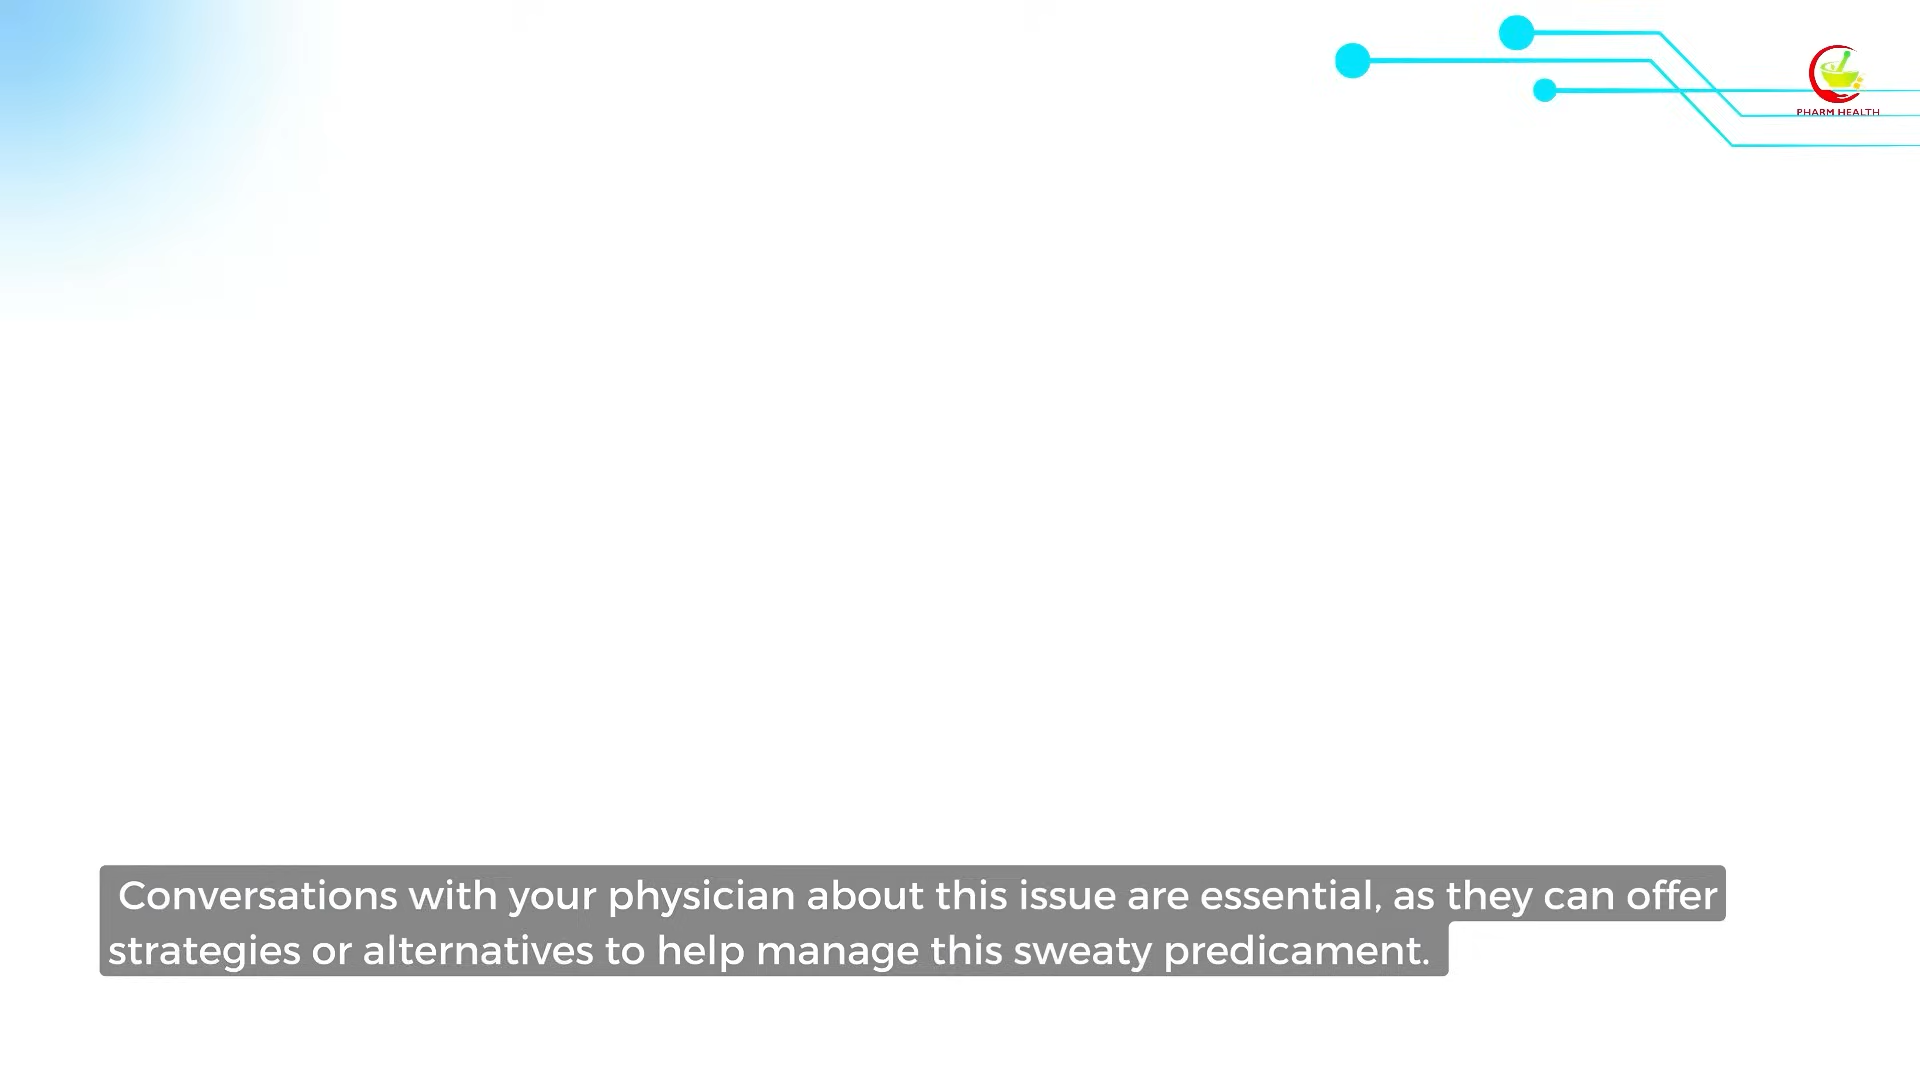 PHARM HEALTH
Conversations with your physician about this issue are essential, as they can offer
strategies or alternatives to help manage this sweaty predicament.